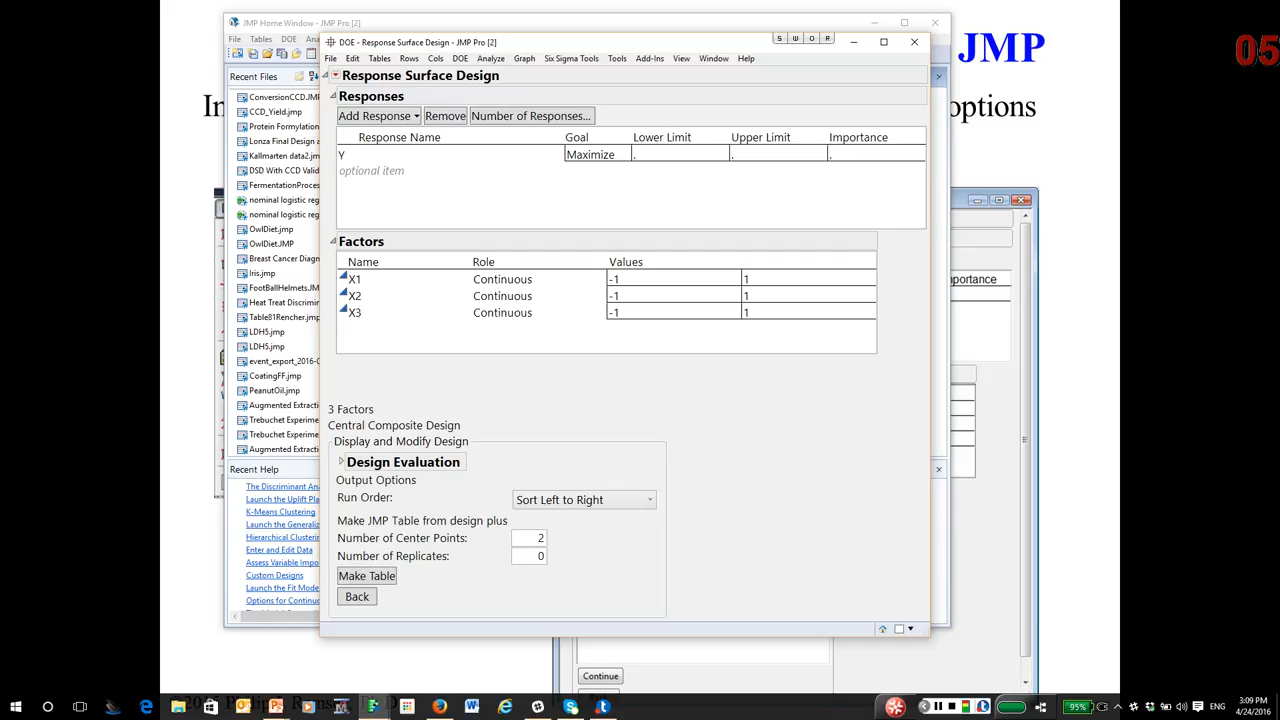 JMP Home Window - JMP Pro [2]
File Tables DOE
JMP
05
DOE - Response Surface Design - JMP Pro [2]
S W O R
File Edit Tables Rows Cols DOE Analyze Graph Six Sigma Tools Tools Add-Ins View Window Help
Recent Files
Response Surface Design
options
Responses
Add Response Remove Number of Responses...
Response Name Goal Lower Limit Upper Limit Importance
Y Maximize . . .
optional item
Factors
Name Role Values
X1 Continuous -1 1
X2 Continuous -1 1
X3 Continuous -1 1
3 Factors
Central Composite Design
Display and Modify Design
Design Evaluation
Output Options
Run Order: Sort Left to Right
Make JMP Table from design plus
Number of Center Points: 2
Number of Replicates: 0
Make Table
Back
ConversionCCD.JMP
CCD_Yield.jmp
Protein Formylation
Lonza Final Design a
Kallmarten data2.jm
DSD With CCD Valid
FermentationProces
nominal logistic reg
nominal logistic reg
OwlDiet.jmp
OwlDiet.JMP
Breast Cancer Diagn
Iris.jmp
FootBallHelmets.JM
Heat Treat Discrimin
Table81Rencher.jmp
LDH5.jmp
LDH5.jmp
event_export_2016-0
CoatingFF.jmp
PeanutOil.jmp
Augmented Extracti
Trebuchet Experime
Trebuchet Experime
Augmented Extracti
Recent Help
The Discriminant An
Launch the Uplift Pla
K-Means Clustering
Launch the Generaliz
Hierarchical Clusterin
Enter and Edit Data
Assess Variable Impo
Custom Designs
Launch the Fit Mode
Options for Continuo
portance
Continue
95%
ENG
3:09 PM
4/24/2016